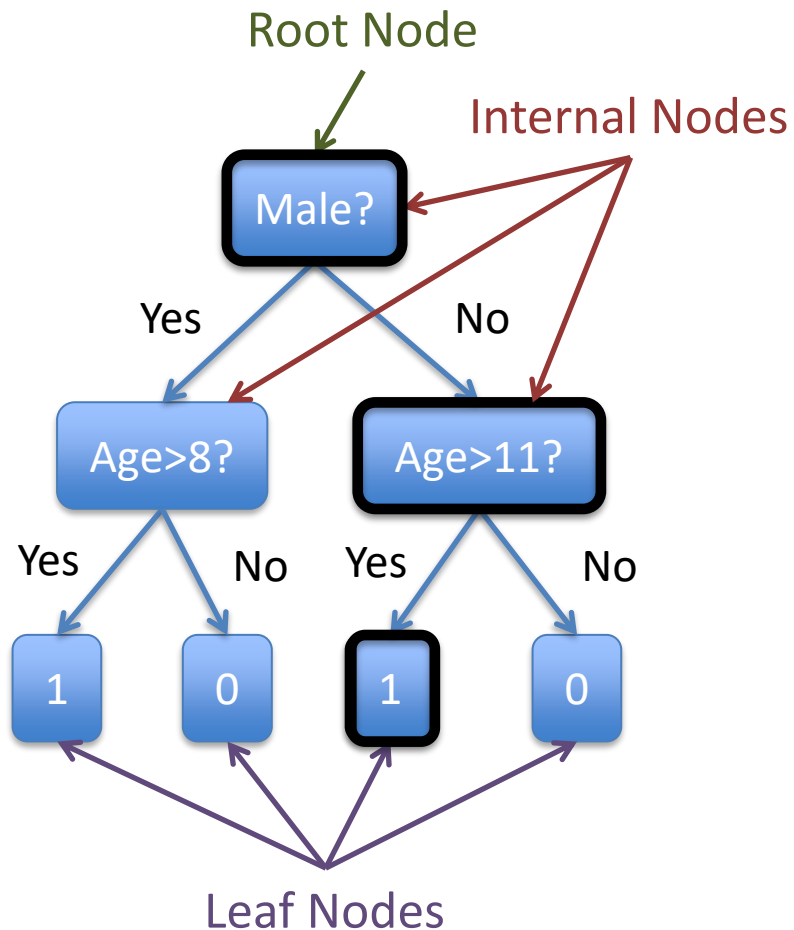 Root Node
Internal Nodes
Male?
Yes
No
Age>8?
Age>11?
Yes
No
Yes
No
1
0
1
0
Leaf Nodes